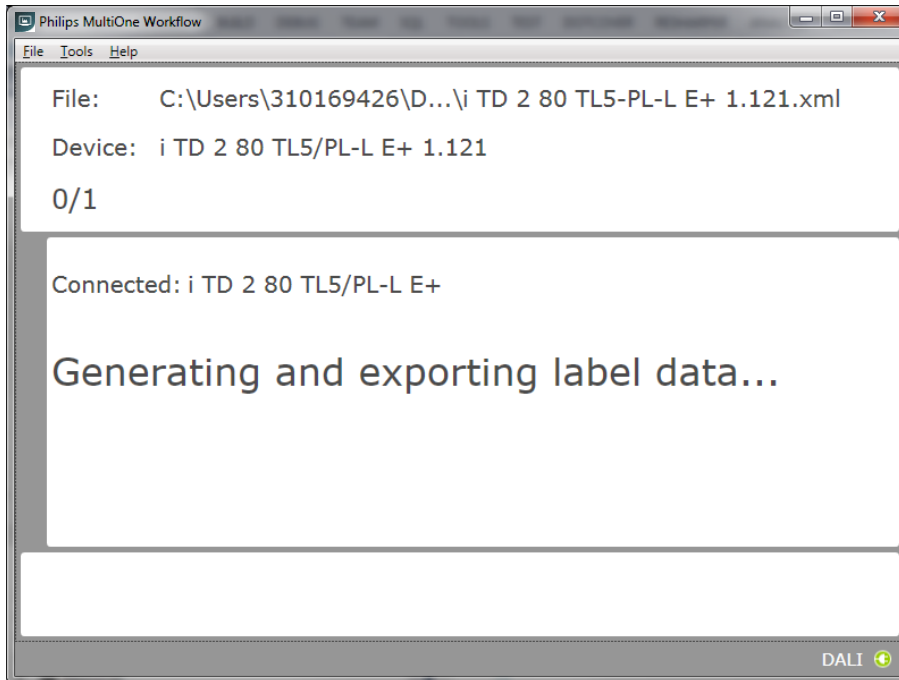 Philips MultiOne Workflow
File Tools Help
File: C:\Users\310169426\D...\i TD 2 80 TL5-PL-L E+ 1.121.xml
Device: i TD 2 80 TL5/PL-L E+ 1.121
0/1
Connected: i TD 2 80 TL5/PL-L E+
Generating and exporting label data...
DALI